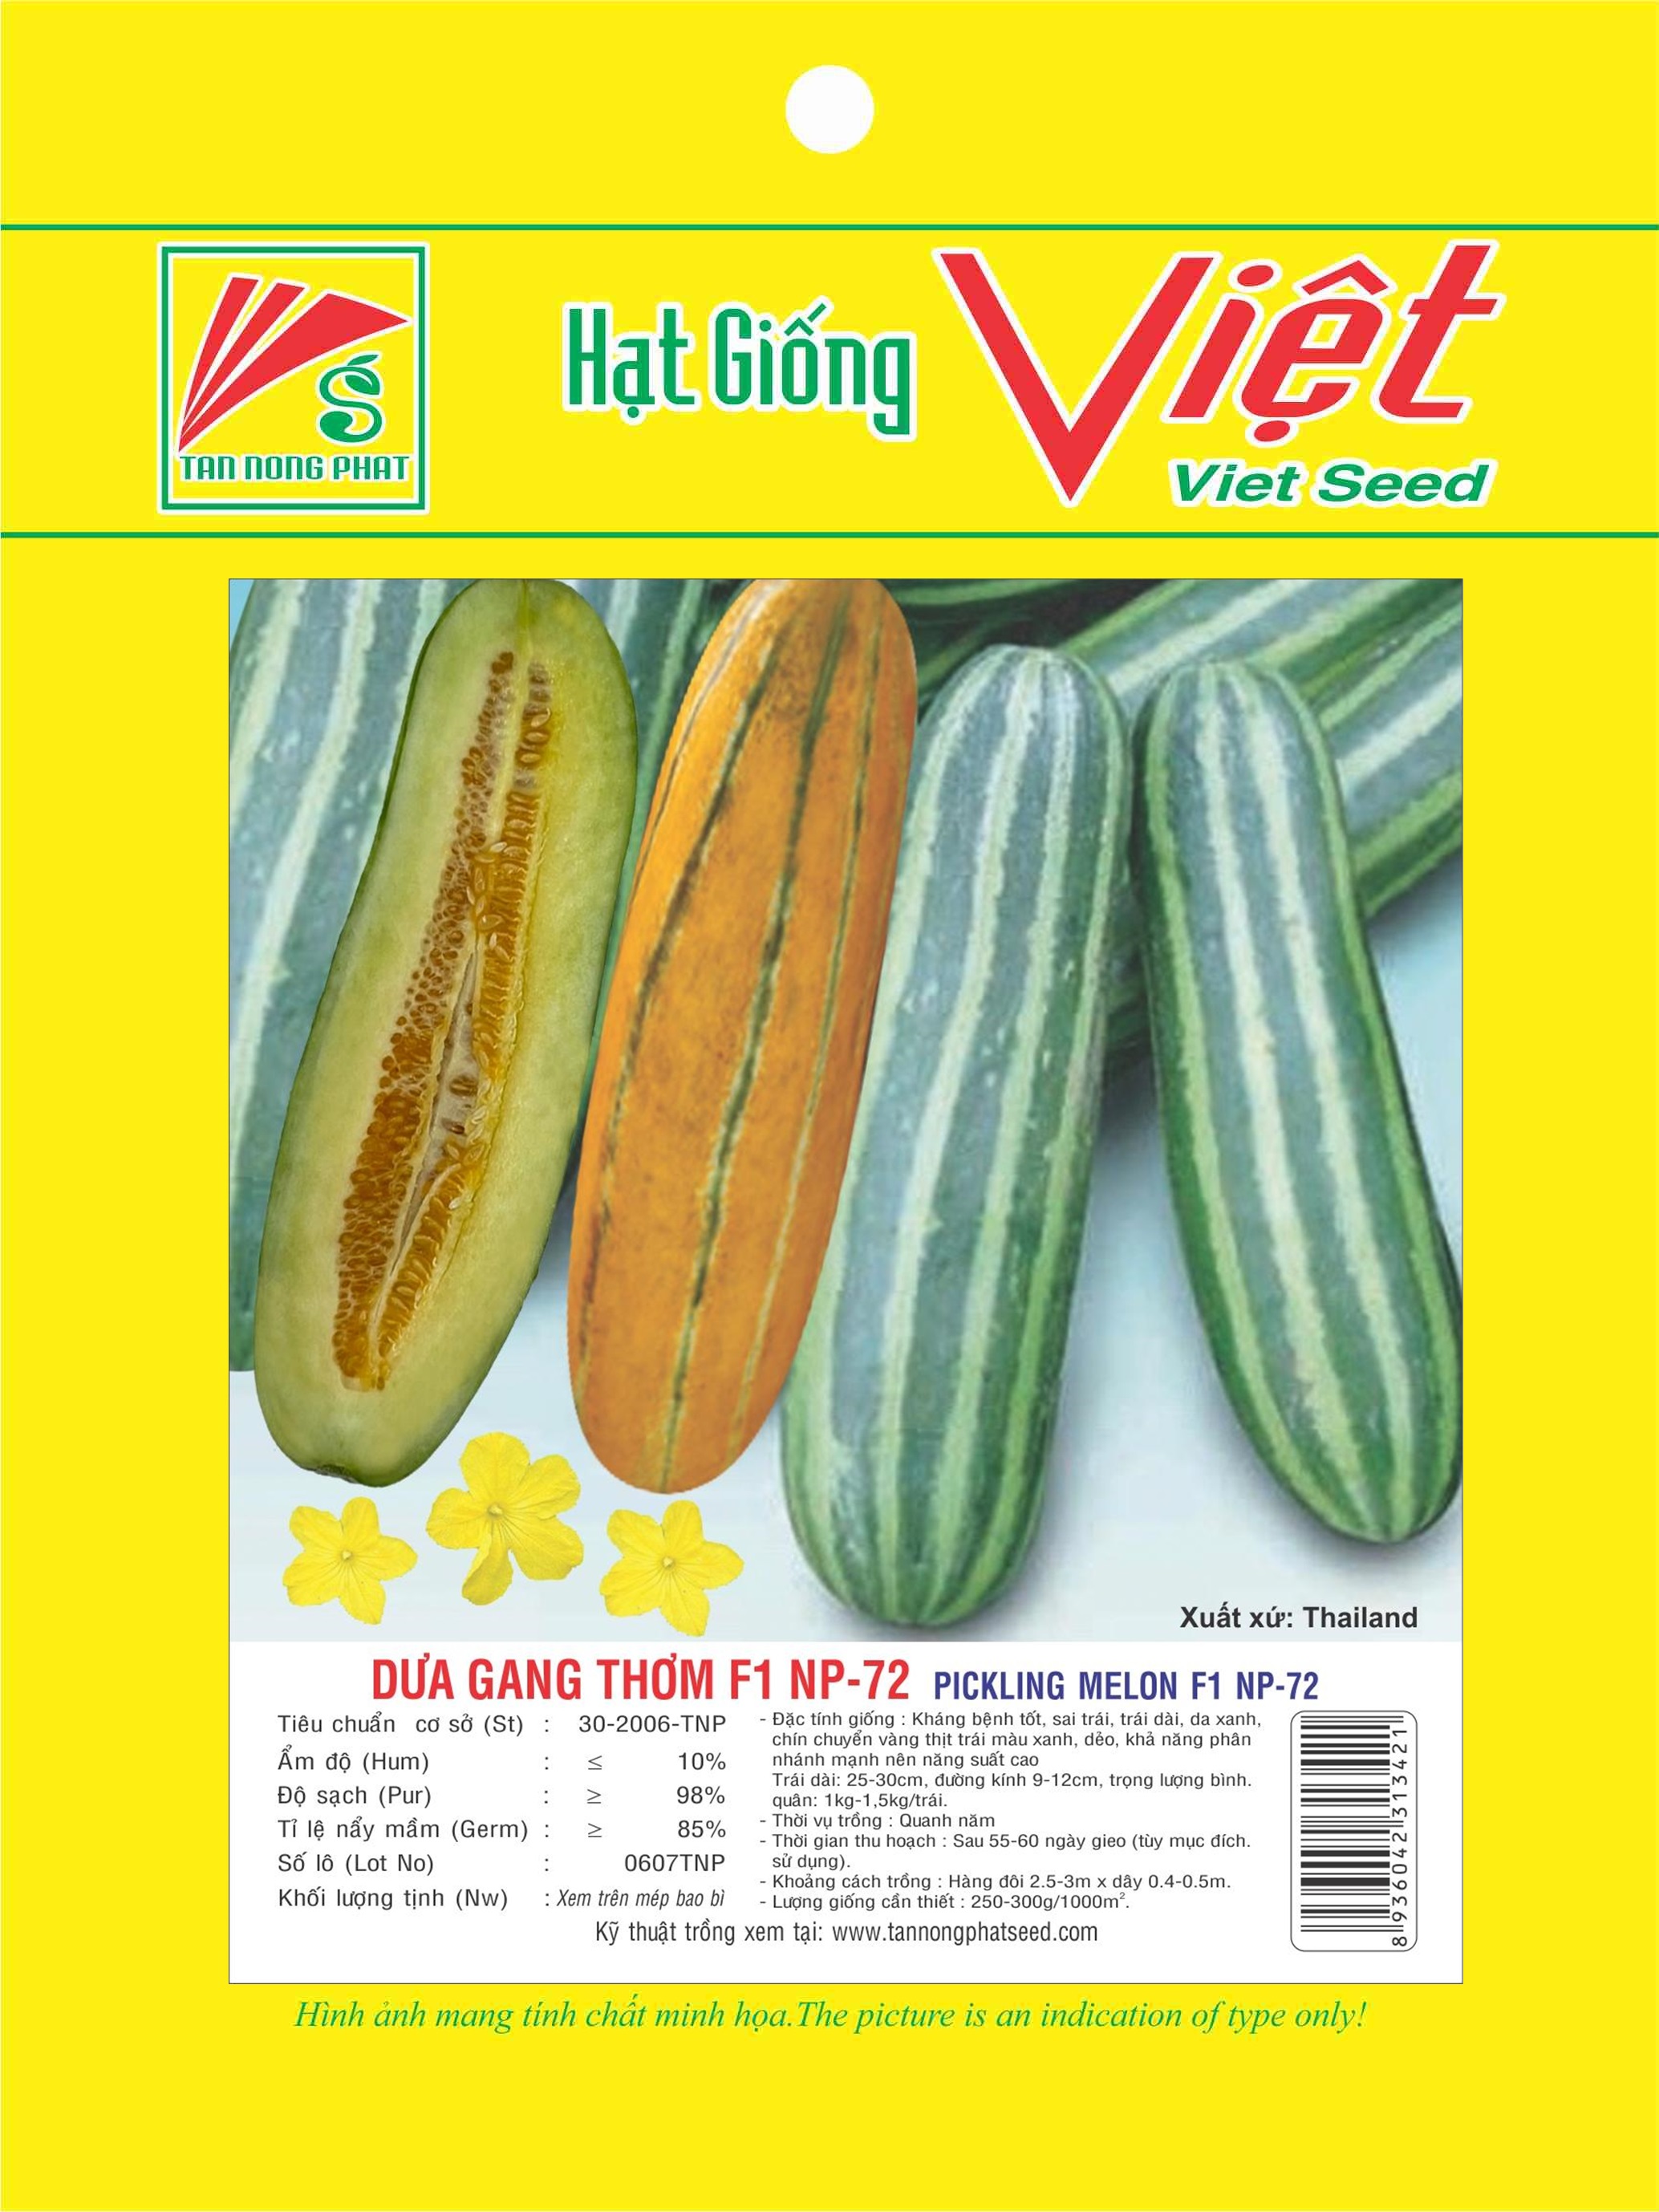 TAN NONG PHAT
Hạt Giống Việt
Viet Seed
Xuất xứ: Thailand
DƯA GANG THƠM F1 NP-72 PICKLING MELON F1 NP-72
Tiêu chuẩn cơ sở (St) : 30-2006-TNP
Ẩm độ (Hum) : ≤ 10%
Độ sạch (Pur) : ≥ 98%
Tỉ lệ nẩy mầm (Germ) : ≥ 85%
Số lô (Lot No) : 0607TNP
Khối lượng tịnh (Nw) : Xem trên mép bao bì
- Đặc tính giống : Kháng bệnh tốt, sai trái, trái dài, da xanh,
chín chuyển vàng thịt trái màu xanh, dẻo, khả năng phân
nhánh mạnh nên năng suất cao
Trái dài: 25-30cm, đường kính 9-12cm, trọng lượng bình.
quân: 1kg-1,5kg/trái.
- Thời vụ trồng : Quanh năm
- Thời gian thu hoạch : Sau 55-60 ngày gieo (tùy mục đích.
sử dụng).
- Khoảng cách trồng : Hàng đôi 2.5-3m x dây 0.4-0.5m.
- Lượng giống cần thiết : 250-300g/1000m².
8 936042 313421
Kỹ thuật trồng xem tại: www.tannongphatseed.com
Hình ảnh mang tính chất minh họa.The picture is an indication of type only!